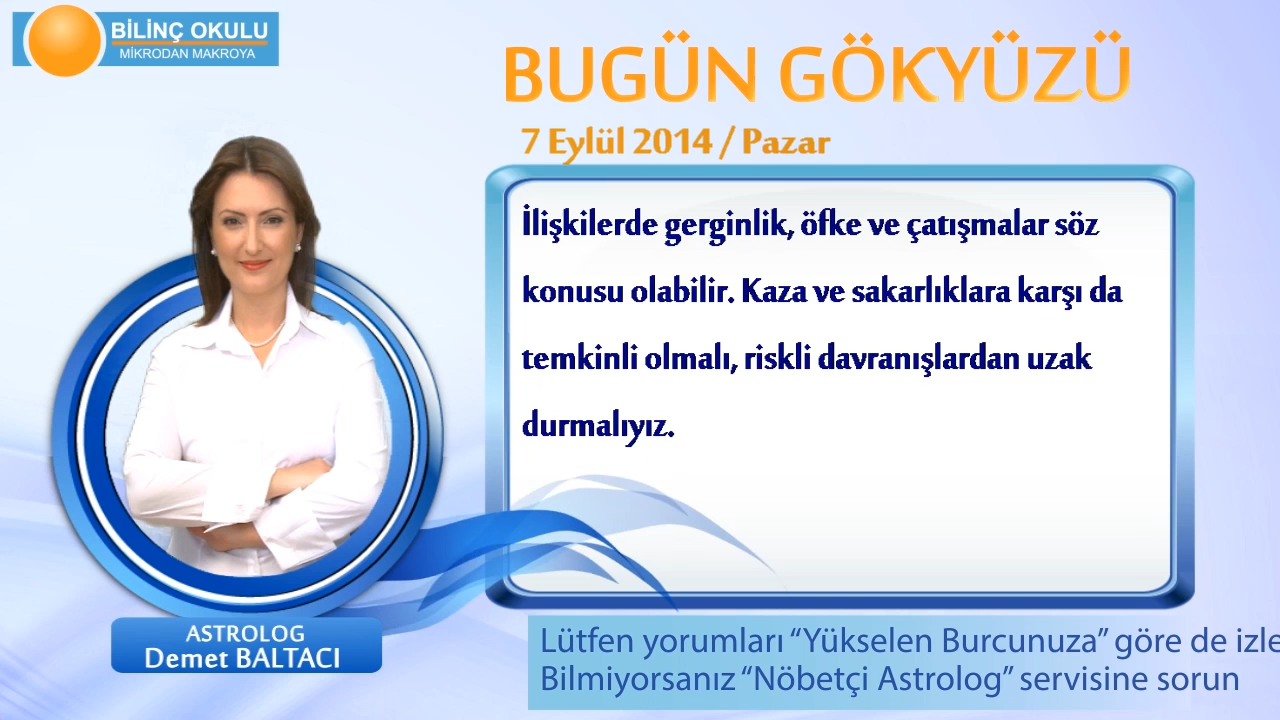 BİLİNÇ OKULU
MİKRODAN MAKROYA
BUGÜN GÖKYÜZÜ
7 Eylül 2014 / Pazar
İlişkilerde gerginlik, öfke ve çatışmalar söz
konusu olabilir. Kaza ve sakarlıklara karşı da
temkinli olmalı, riskli davranışlardan uzak
durmalıyız.
ASTROLOG
Demet BALTACI
Lütfen yorumları “Yükselen Burcunuza” göre de izle
Bilmiyorsanız “Nöbetçi Astrolog” servisine sorun